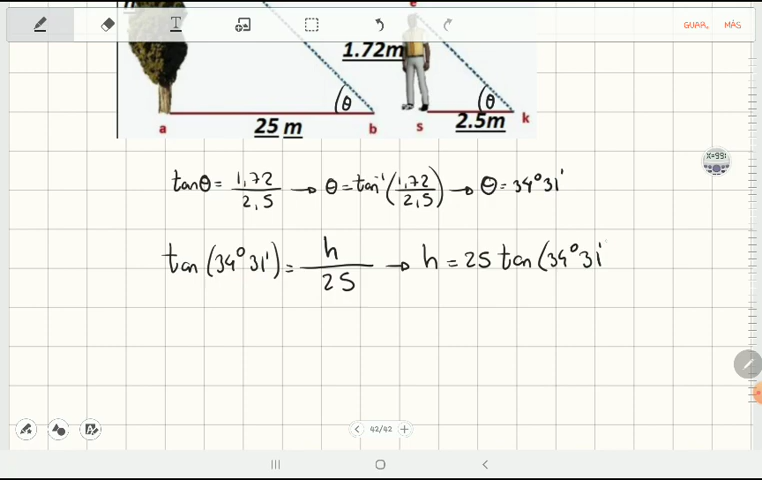 GUAR. MÁS
e
1.72m
θ θ
a 25 m b s 2.5m k
x=99!
tanθ = 1,72/2,5 → θ = tan⁻¹(1,72/2,5) → θ = 34°31'
tan(34°31') = h/25 → h = 25 tan(34°31'
42/42